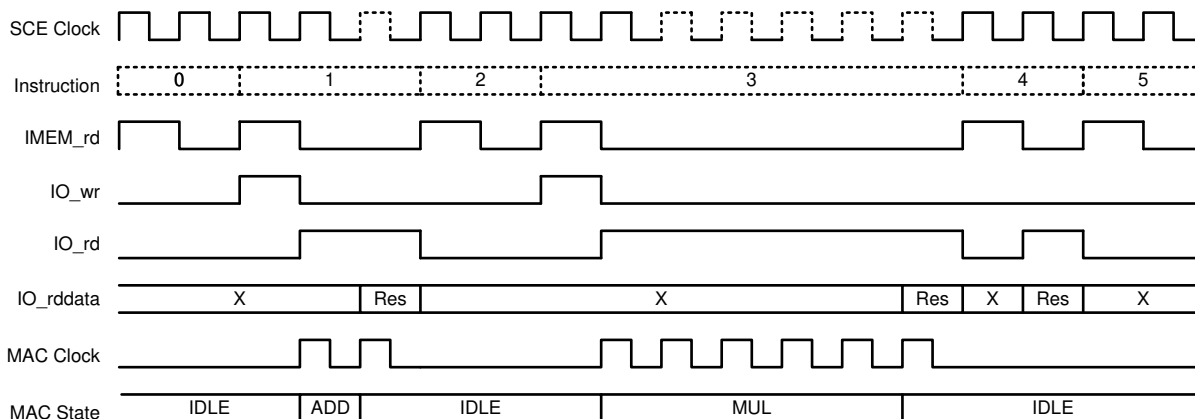 SCE Clock
Instruction 0 1 2 3 4 5
IMEM_rd
IO_wr
IO_rd
IO_rddata X Res X Res X Res X
MAC Clock
MAC State IDLE ADD IDLE MUL IDLE